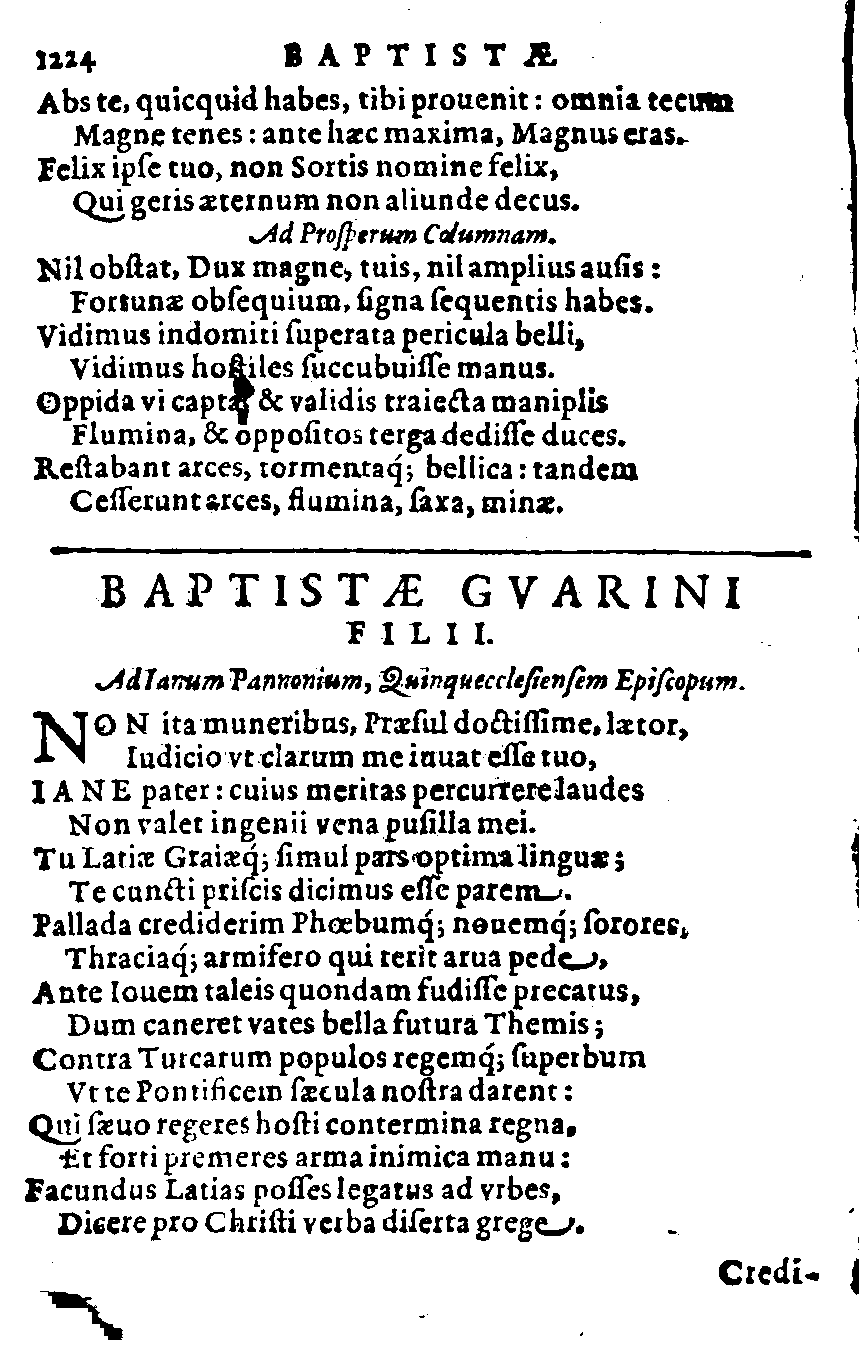 1224 BAPTISTÆ
Abs te, quicquid habes, tibi prouenit: omnia tecum
Magne tenes: ante hæc maxima, Magnus eras.
Felix ipſe tuo, non Sortis nomine felix,
Qui geris æternum non aliunde decus.
Ad Proſperum Columnam.
Nil obſtat, Dux magne, tuis, nil amplius auſis:
Fortunæ obſequium, ſigna ſequentis habes.
Vidimus indomiti ſuperata pericula belli,
Vidimus hoſtiles ſuccubuiſſe manus.
Oppida vi capta, & validis traiecta maniplis
Flumina, & oppoſitos terga dediſſe duces.
Reſtabant arces, tormentaq́; bellica: tandem
Ceſſerunt arces, flumina, ſaxa, minæ.
BAPTISTÆ GVARINI
FILII.
Ad Ianum Pannonium, Quinqueccleſienſem Epiſcopum.
NON ita muneribus, Præſul doctiſſime, lætor,
Iudicio vt clarum me iuuat eſſe tuo,
IANE pater: cuius meritas percurrere laudes
Non valet ingenii vena puſilla mei.
Tu Latiæ Graiæq́; ſimul pars optima linguæ;
Te cuncti priſcis dicimus eſſe parem.
Pallada crediderim Phœbumq́; nouemq́; ſorores,
Thraciaq́; armifero qui terit arua pede,
Ante Iouem taleis quondam fudiſſe precatus,
Dum caneret vates bella futura Themis;
Contra Turcarum populos regemq́; ſuperbum
Vt te Pontificem ſæcula noſtra darent:
Qui ſæuo regeres hoſti contermina regna,
Et forti premeres arma inimica manu:
Facundus Latias poſſes legatus ad vrbes,
Dicere pro Chriſti verba diſerta grege.
Credi-